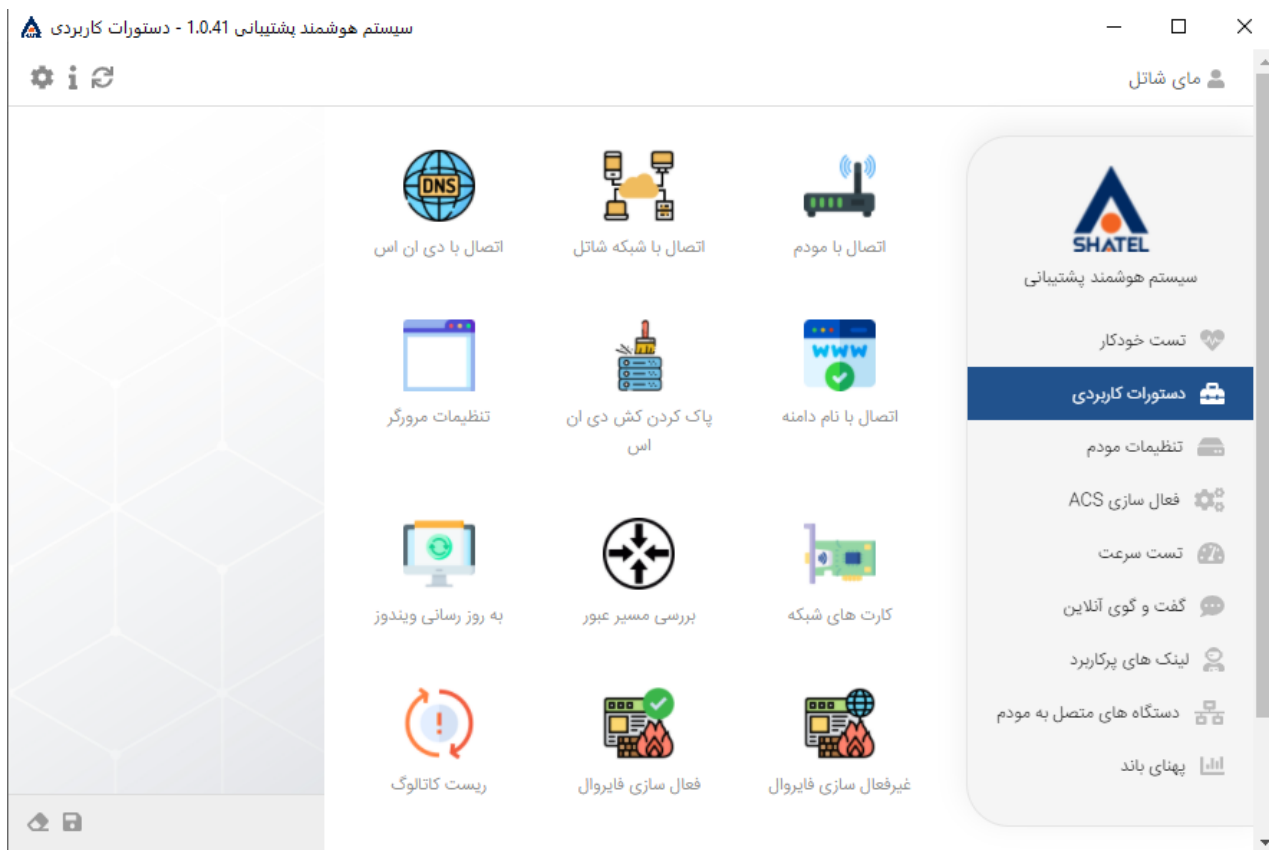 سیستم هوشمند پشتیبانی 1.0.41 - دستورات کاربردی
مای شاتل
SHATEL
سیستم هوشمند پشتیبانی
تست خودکار
دستورات کاربردی
تنظیمات مودم
فعال سازی ACS
تست سرعت
گفت و گوی آنلاین
لینک های پرکاربرد
دستگاه های متصل به مودم
پهنای باند
اتصال با مودم
اتصال با شبکه شاتل
DNS
اتصال با دی ان اس
WWW
اتصال با نام دامنه
پاک کردن کش دی ان
اس
تنظیمات مرورگر
کارت های شبکه
بررسی مسیر عبور
به روز رسانی ویندوز
غیرفعال سازی فایروال
فعال سازی فایروال
ریست کاتالوگ